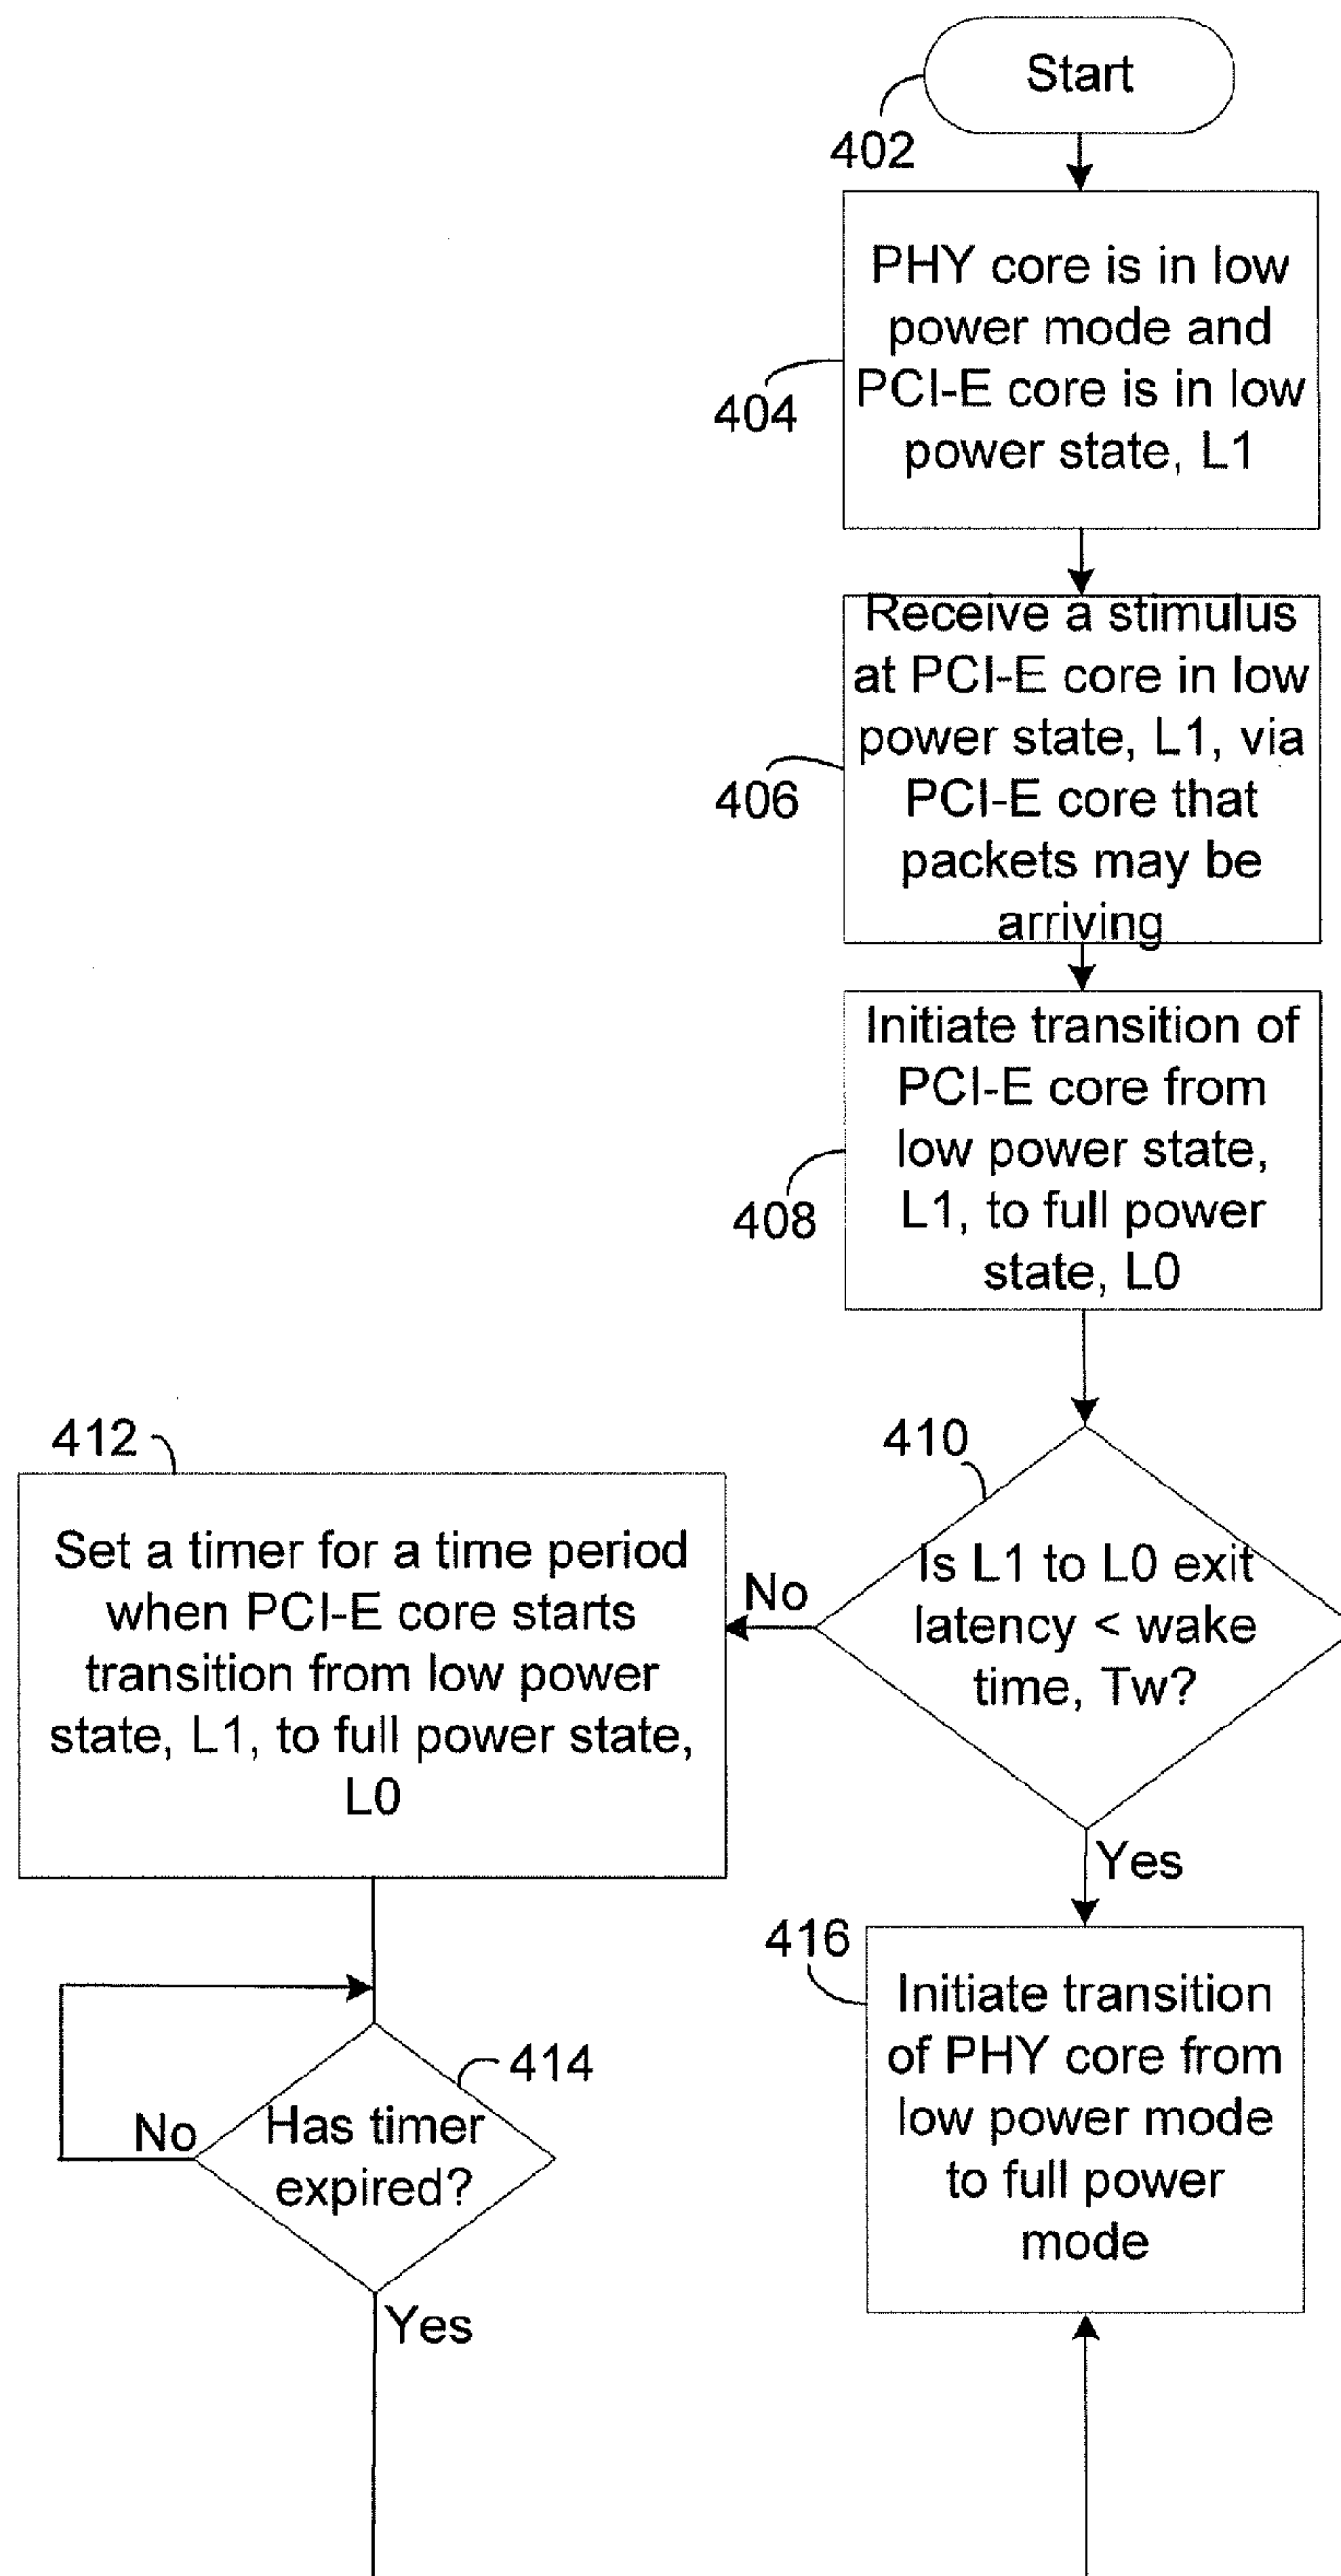 Start
402
PHY core is in low
power mode and
PCI-E core is in low
power state, L1
404
Receive a stimulus
at PCI-E core in low
power state, L1, via
PCI-E core that
packets may be
arriving
406
Initiate transition of
PCI-E core from
low power state,
L1, to full power
state, L0
408
410
Is L1 to L0 exit
latency < wake
time, Tw?
No
Yes
412
Set a timer for a time period
when PCI-E core starts
transition from low power
state, L1, to full power state,
L0
414
Has timer
expired?
No
Yes
416
Initiate transition
of PHY core from
low power mode
to full power
mode